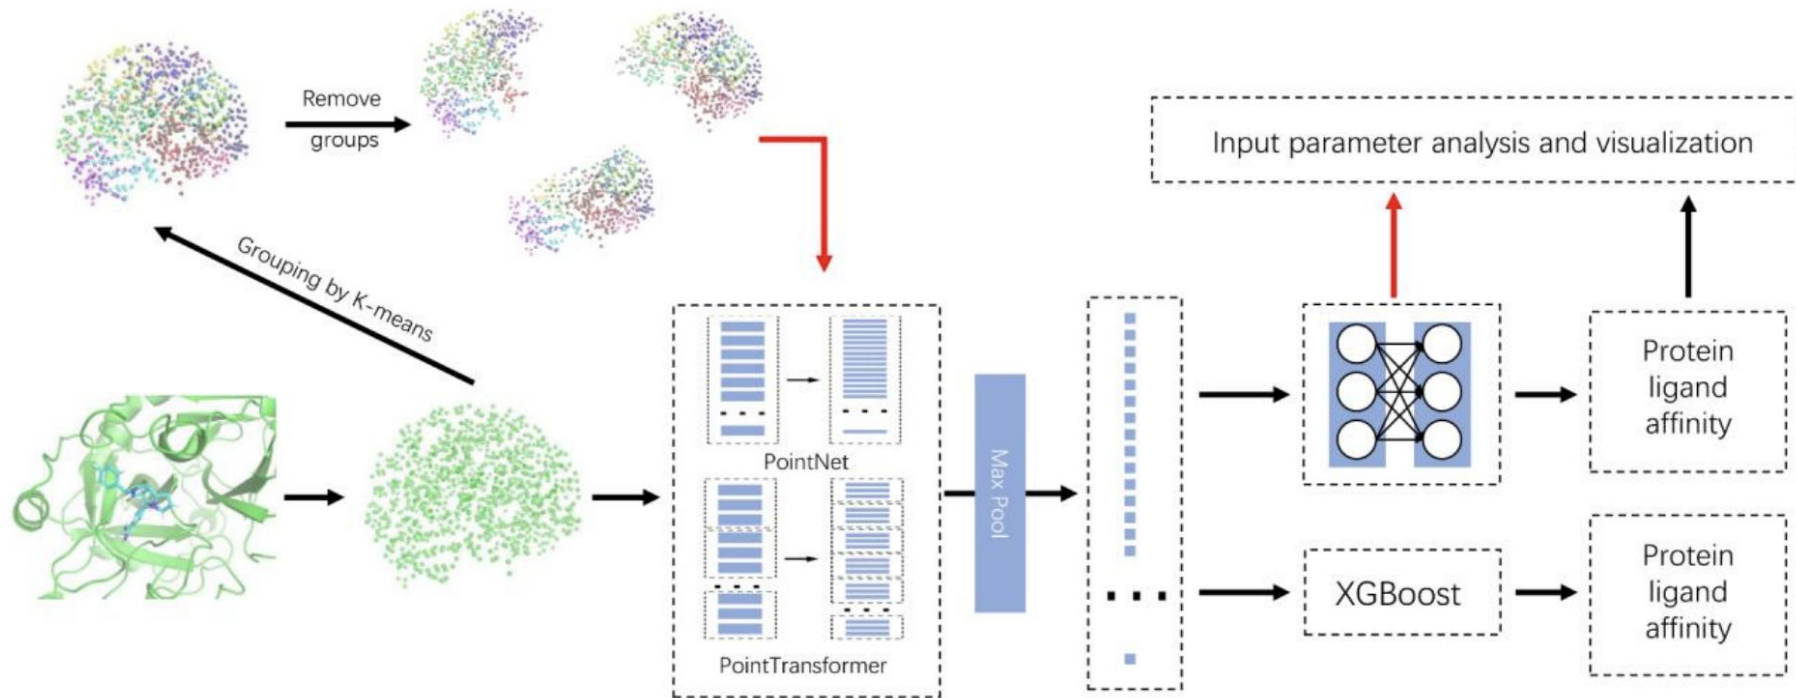 Remove
groups
Grouping by K-means
Input parameter analysis and visualization
PointNet
PointTransformer
Max Pool
Protein
ligand
affinity
XGBoost
Protein
ligand
affinity